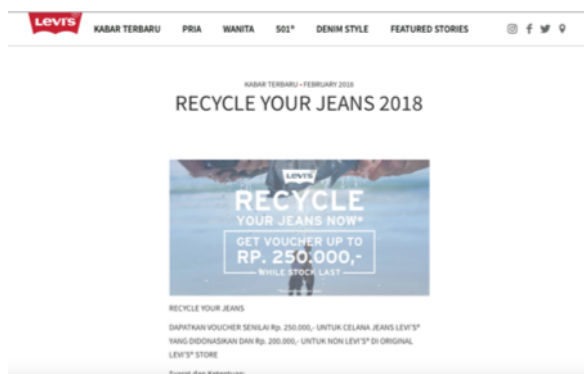 Levi's
KABAR TERBARU PRIA WANITA 501® DENIM STYLE FEATURED STORIES
KABAR TERBARU - FEBRUARY 2018
RECYCLE YOUR JEANS 2018
Levi's
RECYCLE
YOUR JEANS NOW*
GET VOUCHER UP TO
RP. 250.000,-
WHILE STOCK LAST
RECYCLE YOUR JEANS
DAPATKAN VOUCHER SENILAI Rp. 250.000,- UNTUK CELANA JEANS LEVI'S®
YANG DIDONASIKAN DAN Rp. 200.000,- UNTUK NON LEVI'S® DI ORIGINAL
LEVI'S® STORE